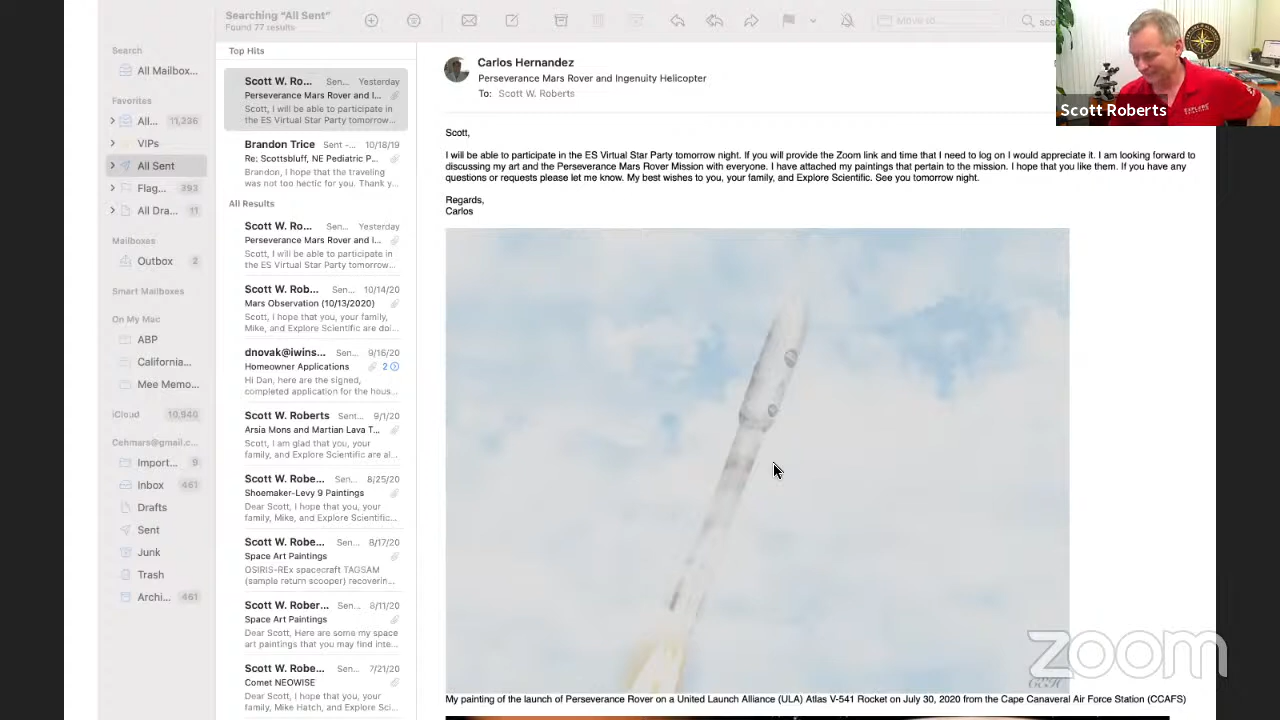 Searching “All Sent”
Found 77 results
Move to...
sco
Search
All Mailbox...
Favorites
All... 11,336
VIPs
All Sent
Flag... 393
All Dra... 11
Mailboxes
Outbox 2
Smart Mailboxes
On My Mac
ABP
California...
Mee Memo...
iCloud 10,940
Cehmars@gmail.c...
Import... 9
Inbox 461
Drafts
Sent
Junk
Trash
Archi... 461
Top Hits
Scott W. Ro... Sen... Yesterday
Perseverance Mars Rover and I...
Scott, I will be able to participate in
the ES Virtual Star Party tomorrow...
Brandon Trice Sent - ... 10/18/19
Re: Scottsbluff, NE Pediatric P...
Brandon, I hope that the traveling
was not too hectic for you. Thank y...
All Results
Scott W. Ro... Sen... Yesterday
Perseverance Mars Rover and I...
Scott, I will be able to participate in
the ES Virtual Star Party tomorrow...
Scott W. Rob... Sen... 10/14/20
Mars Observation (10/13/2020)
Scott, I hope that you, your family,
Mike, and Explore Scientific are doi...
dnovak@iwins... Sen... 9/16/20
Homeowner Applications 2
Hi Dan, here are the signed,
completed application for the hous...
Scott W. Roberts Sent... 9/1/20
Arsia Mons and Martian Lava T...
Scott, I am glad that you, your
family, and Explore Scientific are al...
Scott W. Robe... Sen... 8/25/20
Shoemaker-Levy 9 Paintings
Dear Scott, I hope that you, your
family, Mike, and Explore Scientific...
Scott W. Robe... Sen... 8/17/20
Space Art Paintings
OSIRIS-REx spacecraft TAGSAM
(sample return scooper) recoverin...
Scott W. Rober... Sen... 8/11/20
Space Art Paintings
Dear Scott, Here are some my space
art paintings that you may find inte...
Scott W. Robe... Sen... 7/21/20
Comet NEOWISE
Dear Scott, I hope that you, your
family, Mike Hatch, and Explore Sci...
Carlos Hernandez
Perseverance Mars Rover and Ingenuity Helicopter
To: Scott W. Roberts
Scott,
I will be able to participate in the ES Virtual Star Party tomorrow night. If you will provide the Zoom link and time that I need to log on I would appreciate it. I am looking forward to
discussing my art and the Perseverance Mars Rover Mission with everyone. I have attached my paintings that pertain to the mission. I hope that you like them. If you have any
questions or requests please let me know. My best wishes to you, your family, and Explore Scientific. See you tomorrow night.
Regards,
Carlos
My painting of the launch of Perseverance Rover on a United Launch Alliance (ULA) Atlas V-541 Rocket on July 30, 2020 from the Cape Canaveral Air Force Station (CCAFS)
Scott Roberts
zoom